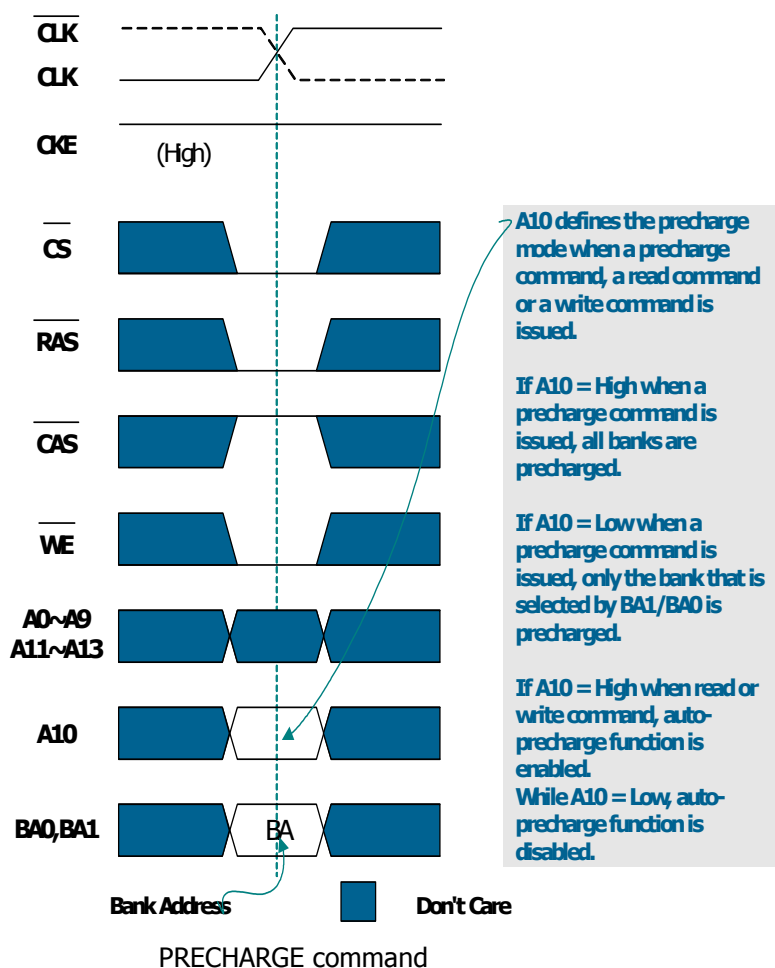 CLK
CLK
CKE
(High)
CS
RAS
CAS
WE
A0~A9
A11~A13
A10
BA0,BA1
BA
Bank Address
Don't Care
PRECHARGE command
A10 defines the precharge
mode when a precharge
command, a read command
or a write command is
issued.
If A10 = High when a
precharge command is
issued, all banks are
precharged.
If A10 = Low when a
precharge command is
issued, only the bank that is
selected by BA1/BA0 is
precharged.
If A10 = High when read or
write command, auto-
precharge function is
enabled.
While A10 = Low, auto-
precharge function is
disabled.